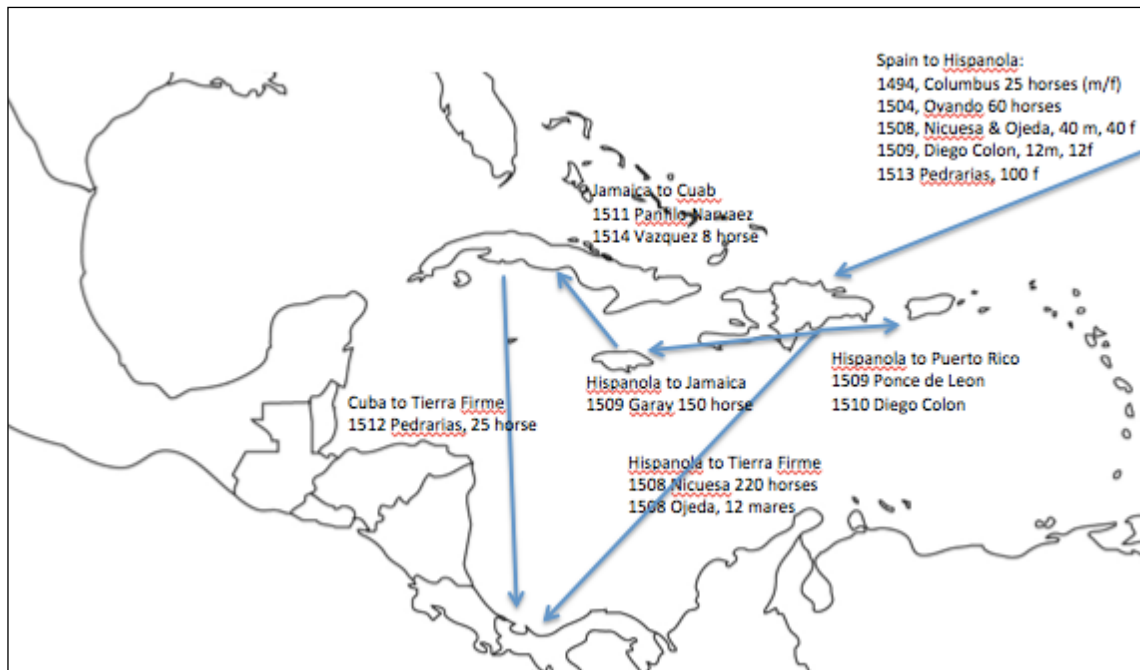 Spain to Hispanola:
1494, Columbus 25 horses (m/f)
1504, Ovando 60 horses
1508, Nicuesa & Ojeda, 40 m, 40 f
1509, Diego Colon, 12m, 12f
1513 Pedrarias, 100 f
Jamaica to Cuab
1511 Panfilo Narvaez
1514 Vazquez 8 horse
Hispanola to Puerto Rico
1509 Ponce de Leon
1510 Diego Colon
Hispanola to Jamaica
1509 Garay 150 horse
Cuba to Tierra Firme
1512 Pedrarias, 25 horse
Hispanola to Tierra Firme
1508 Nicuesa 220 horses
1508 Ojeda, 12 mares